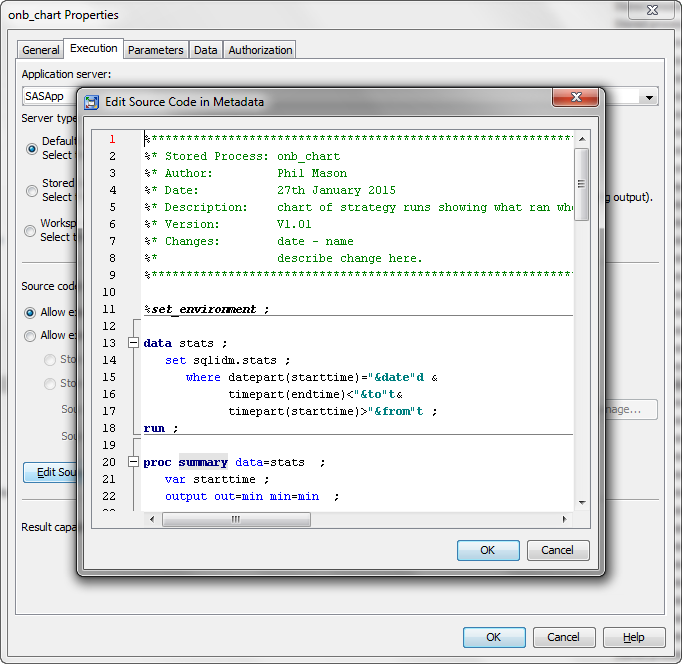 onb_chart Properties
General Execution Parameters Data Authorization
Application server:
SASApp
Server type
Default
Select
Stored
Select
g output).
Worksp
Select t
Source code
Allow ex
Allow ex
Sto
Sto
Sou
nage...
Sou
Edit Sou
Result capa
Edit Source Code in Metadata
1 %*****************************************************************
2 %* Stored Process: onb_chart
3 %* Author: Phil Mason
4 %* Date: 27th January 2015
5 %* Description: chart of strategy runs showing what ran whe
6 %* Version: V1.01
7 %* Changes: date - name
8 %* describe change here.
9 %*****************************************************************
10
11 %set_environment ;
12
13 data stats ;
14 set sqlidm.stats ;
15 where datepart(starttime)="&date"d &
16 timepart(endtime)<"&to"t&
17 timepart(starttime)>"&from"t ;
18 run ;
19
20 proc summary data=stats ;
21 var starttime ;
22 output out=min min=min ;
OK Cancel
OK Cancel Help